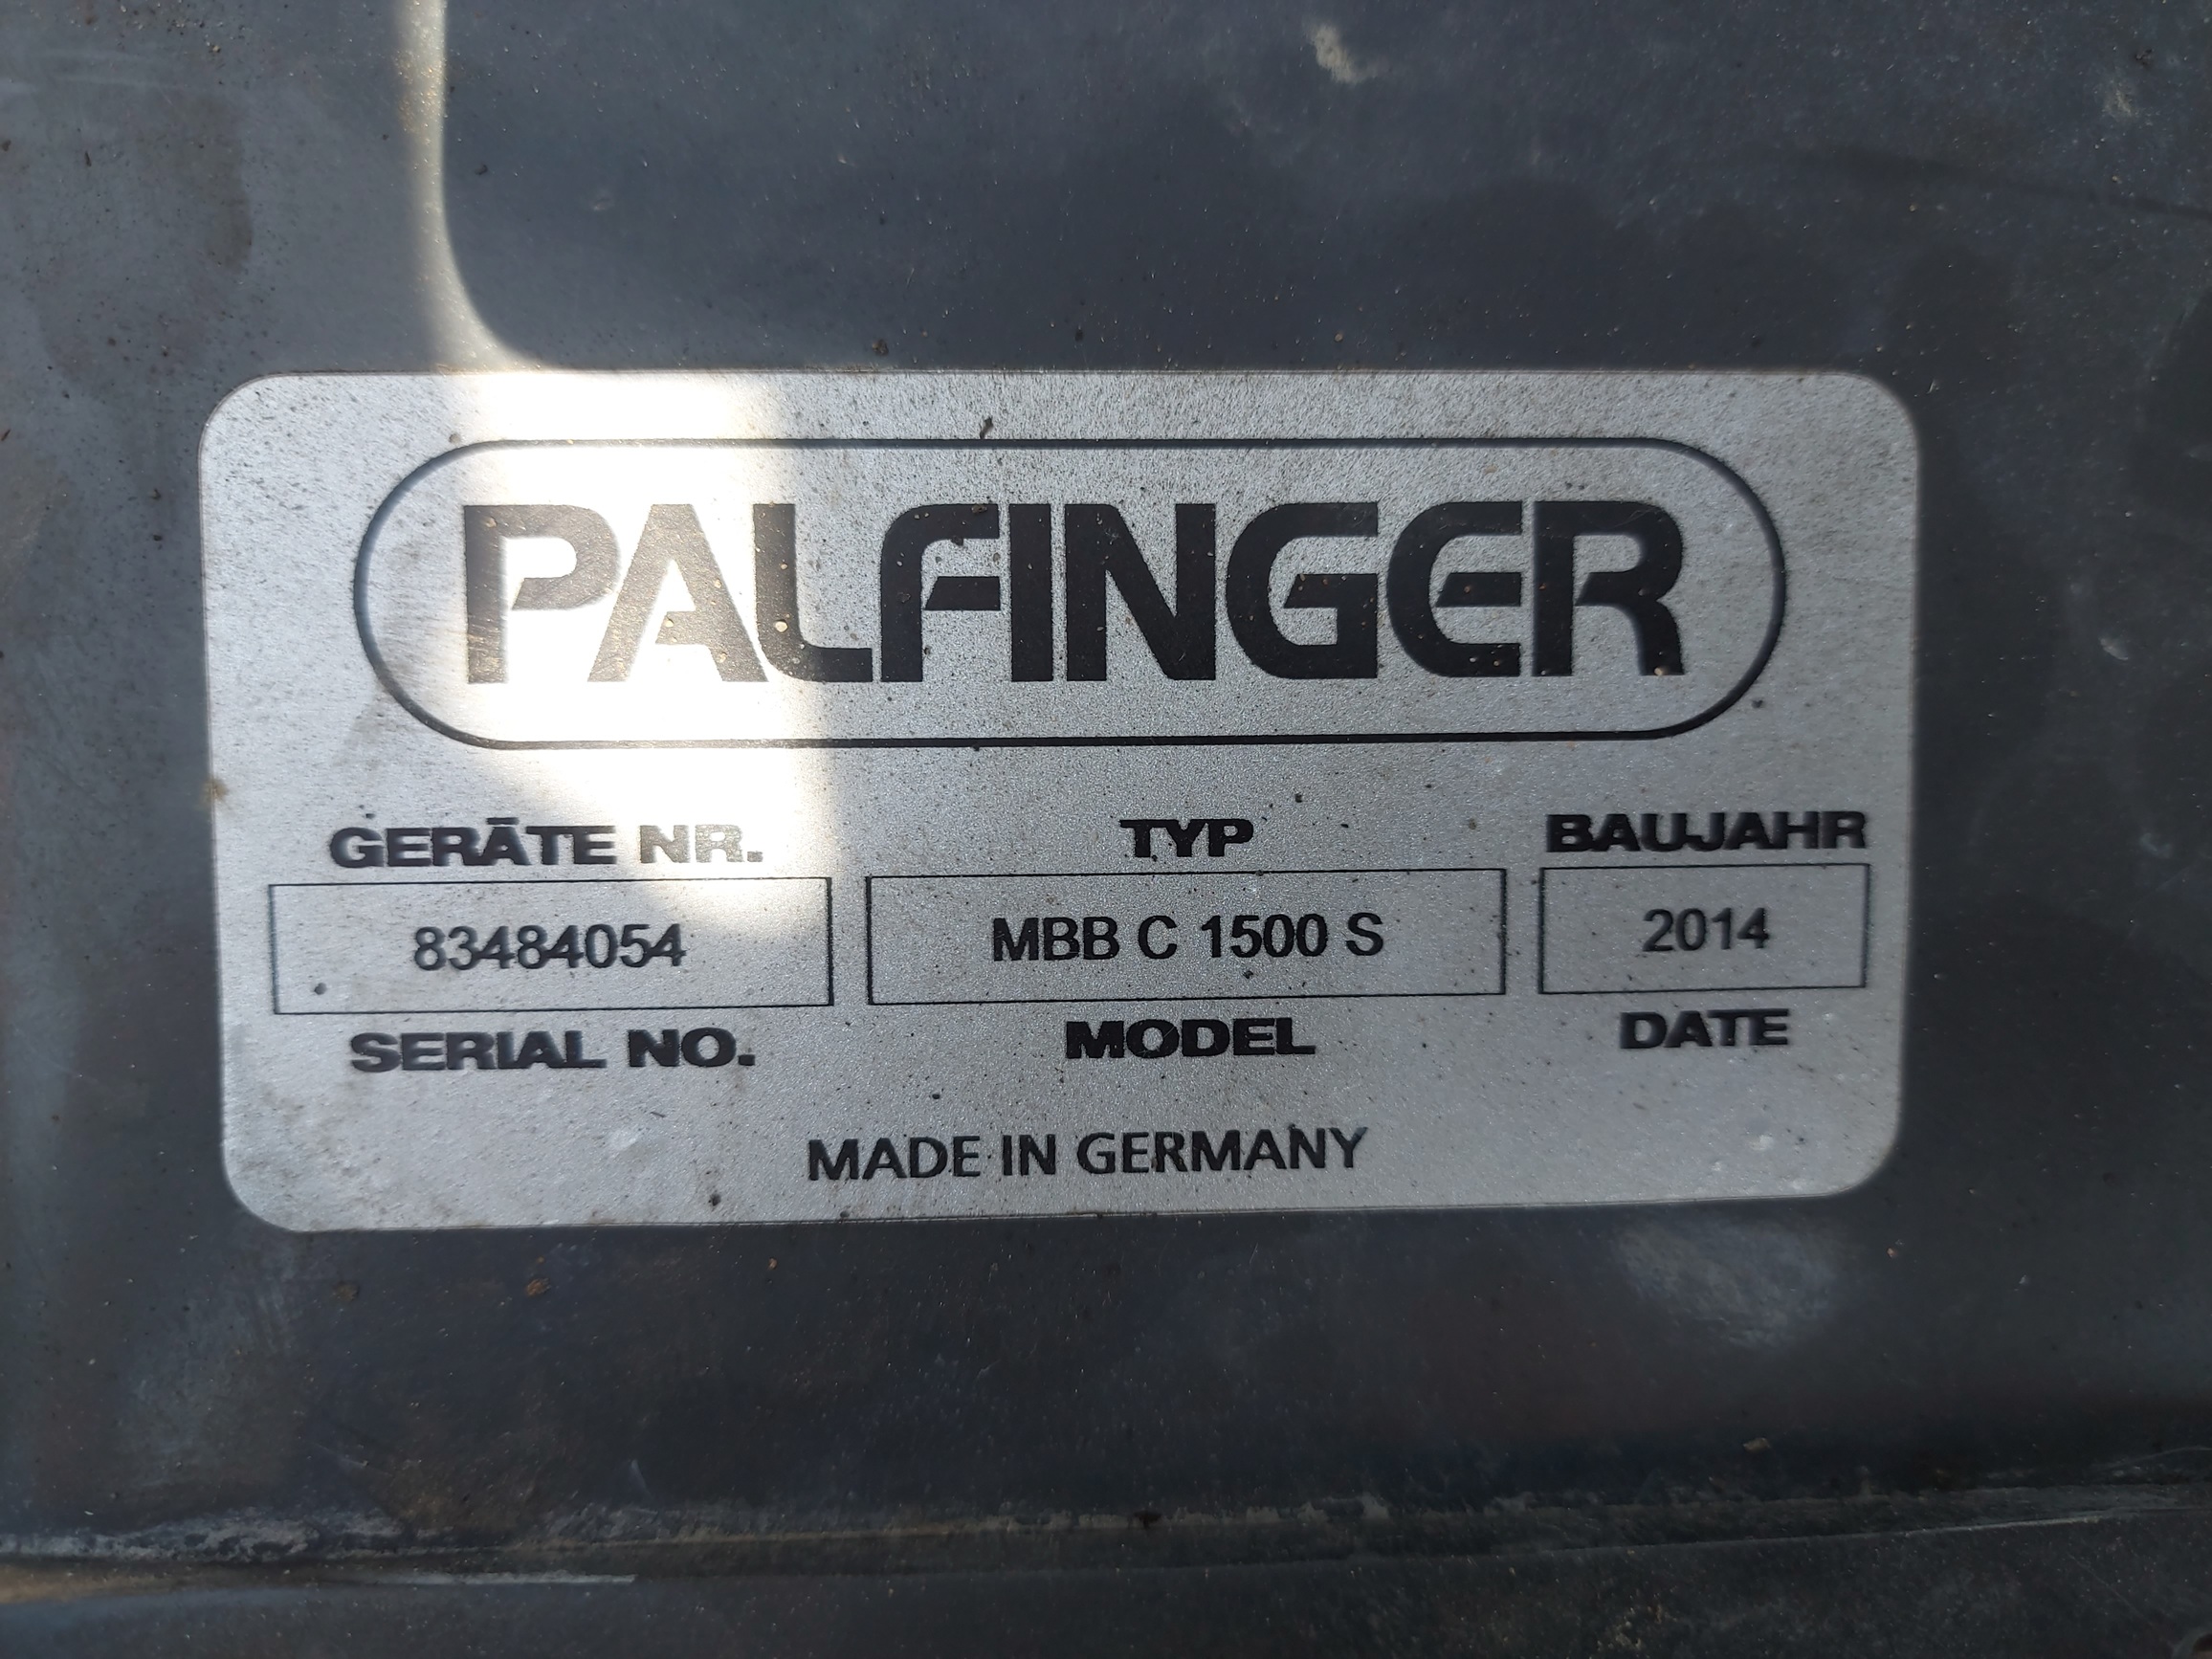 PALFINGER
GERÄTE NR. TYP BAUJAHR
83484054 MBB C 1500 S 2014
SERIAL NO. MODEL DATE
MADE IN GERMANY